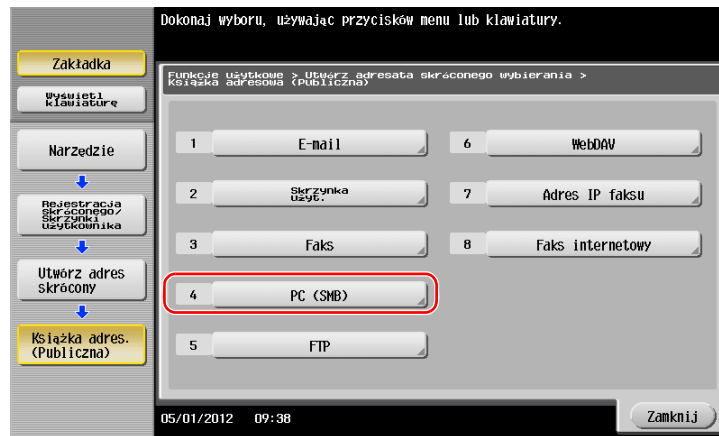 Dokonaj wyboru, używając przycisków menu lub klawiatury.
Zakładka
Wyświetl
klawiaturę
Narzędzie
Rejestracja
skróconego/
Skrzynki
użytkownika
Utwórz adres
skrócony
Książka adres.
(Publiczna)
Funkcje użytkowe > Utwórz adresata skróconego wybierania >
Książka adresowa (Publiczna)
1 E-mail
2 Skrzynka
użyt.
3 Faks
4 PC (SMB)
5 FTP
6 WebDAV
7 Adres IP faksu
8 Faks internetowy
05/01/2012 09:38
Zamknij